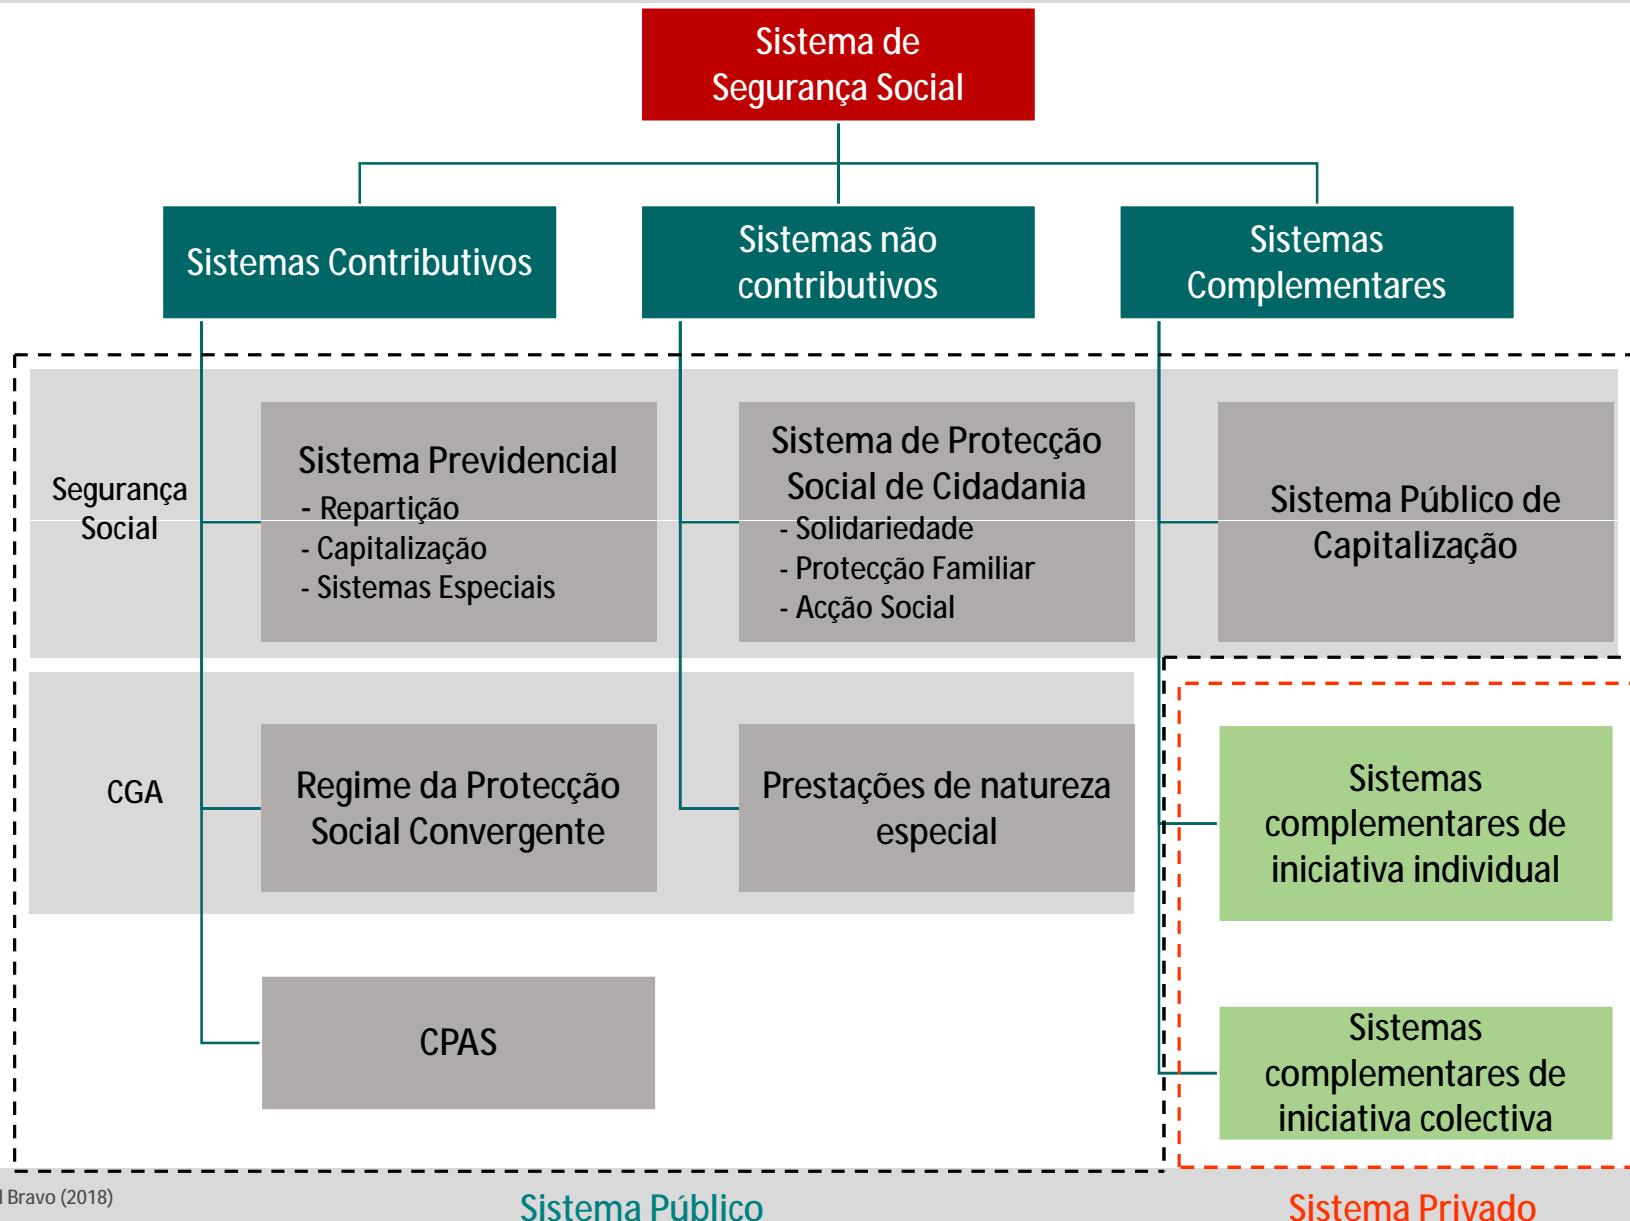 Sistema de
Segurança Social
Sistemas Contributivos
Sistemas não
contributivos
Sistemas
Complementares
Segurança
Social
Sistema Previdencial
- Repartição
- Capitalização
- Sistemas Especiais
Sistema de Protecção
Social de Cidadania
- Solidariedade
- Protecção Familiar
- Acção Social
Sistema Público de
Capitalização
CGA
Regime da Protecção
Social Convergente
Prestações de natureza
especial
Sistemas
complementares de
iniciativa individual
CPAS
Sistemas
complementares de
iniciativa colectiva
Bravo (2018)
Sistema Público
Sistema Privado